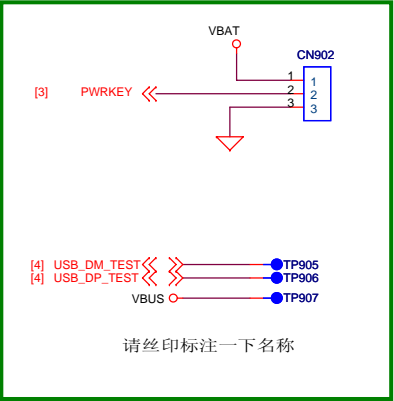 VBAT
CN902
1 1
[3] PWRKEY 2 2
3 3
[4] USB_DM_TEST TP905
[4] USB_DP_TEST TP906
VBUS TP907
请丝印标注一下名称